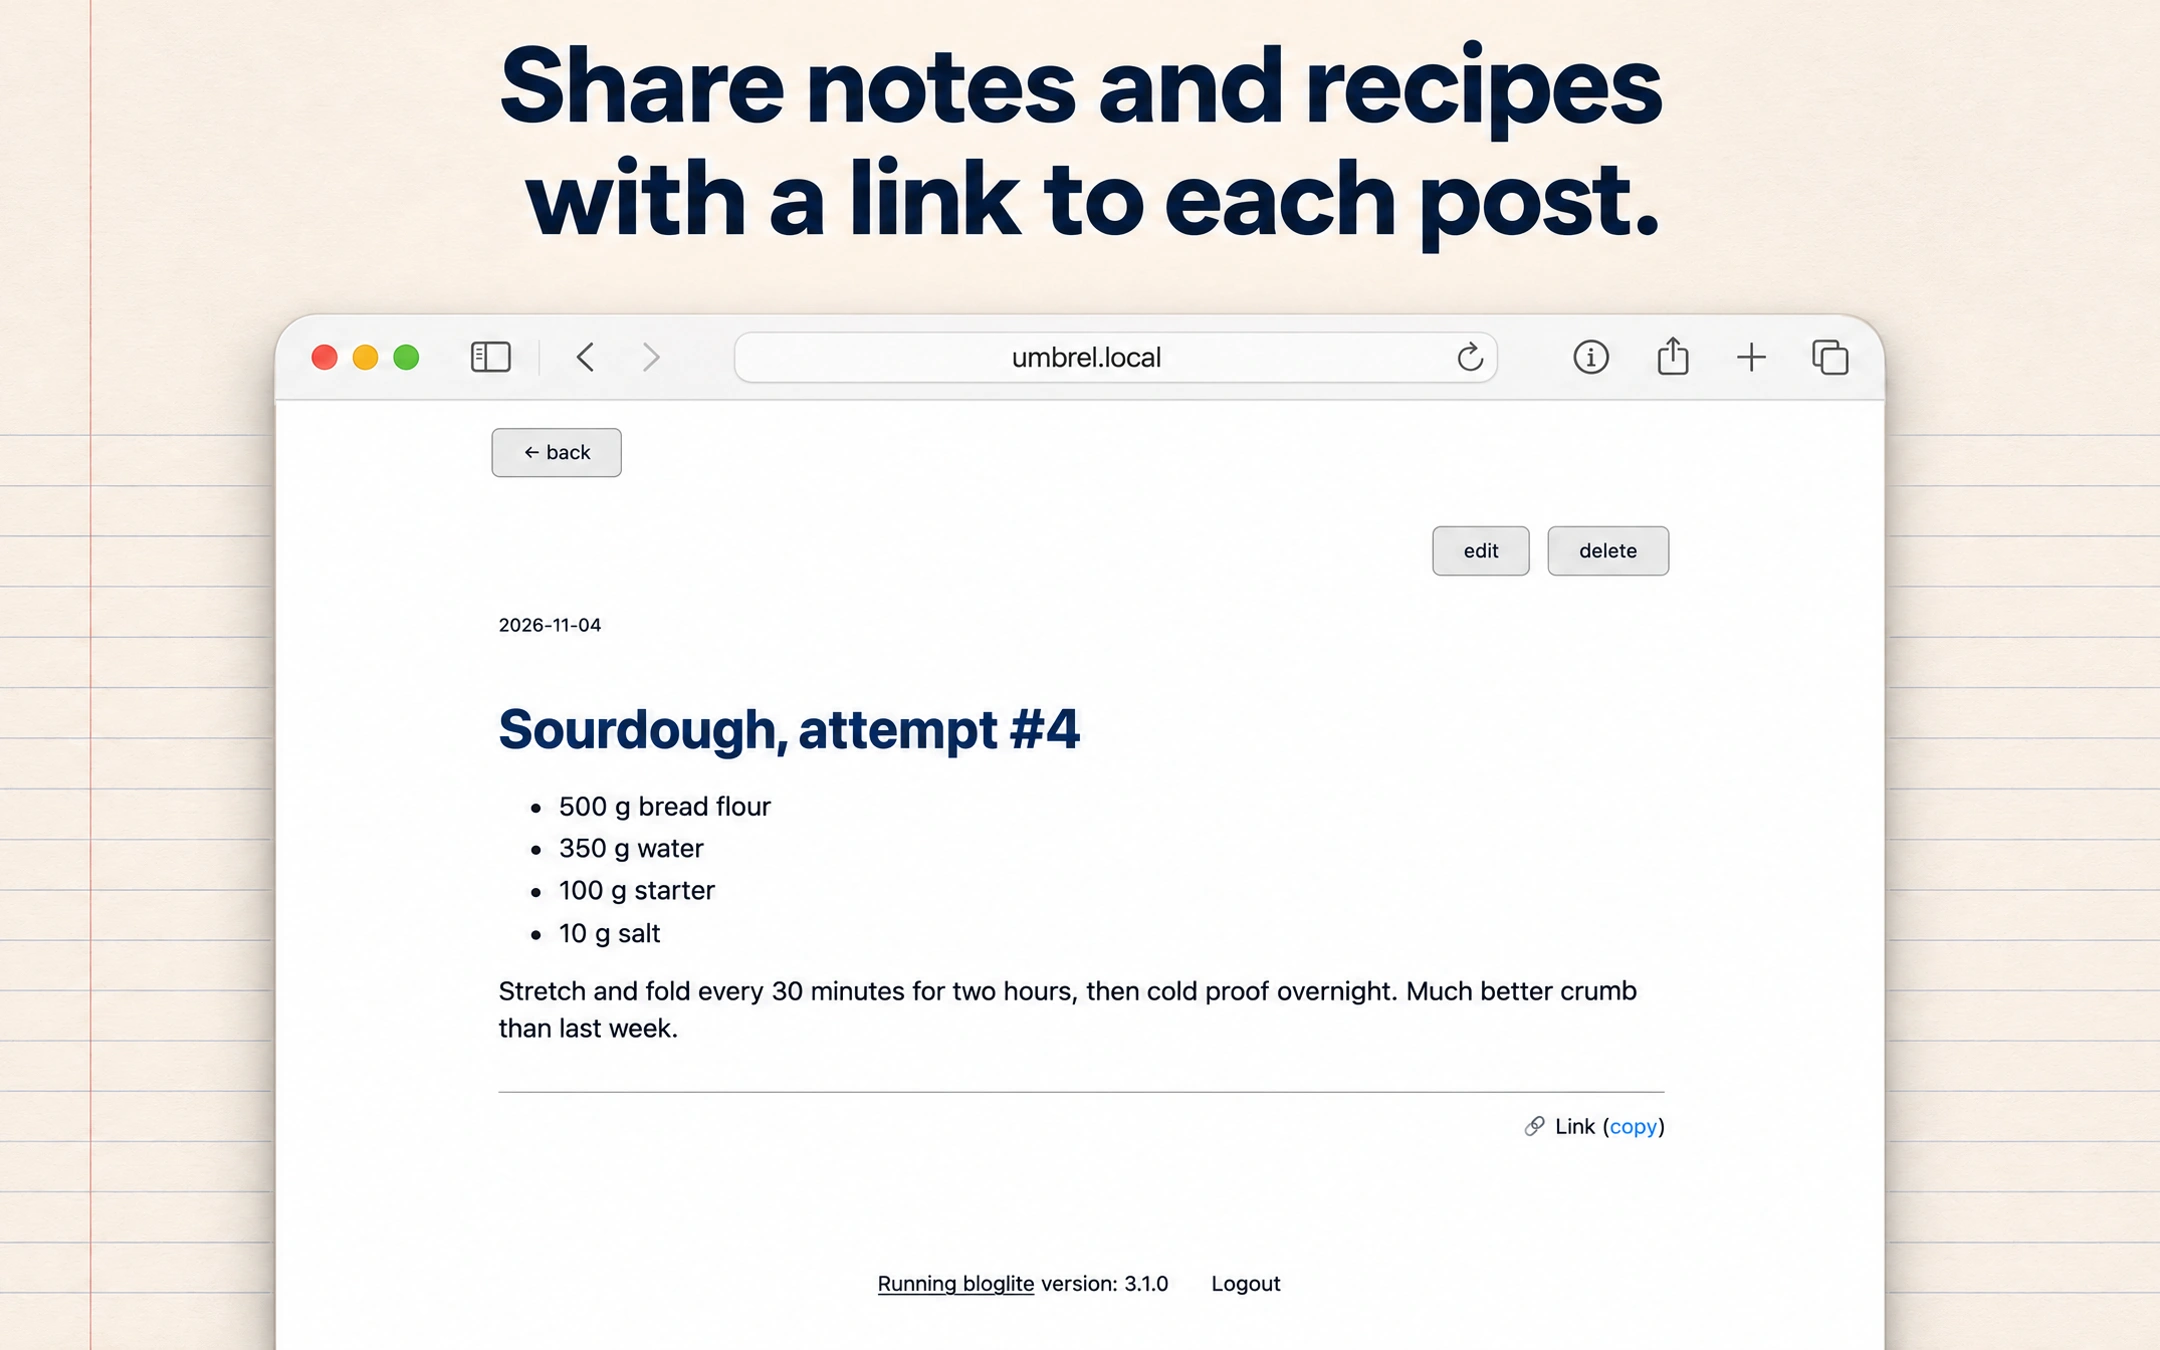 Share notes and recipes
with a link to each post.
umbrel.local
← back
edit delete
2026-11-04
Sourdough, attempt #4
• 500 g bread flour
• 350 g water
• 100 g starter
• 10 g salt
Stretch and fold every 30 minutes for two hours, then cold proof overnight. Much better crumb
than last week.
Link (copy)
Running bloglite version: 3.1.0 Logout